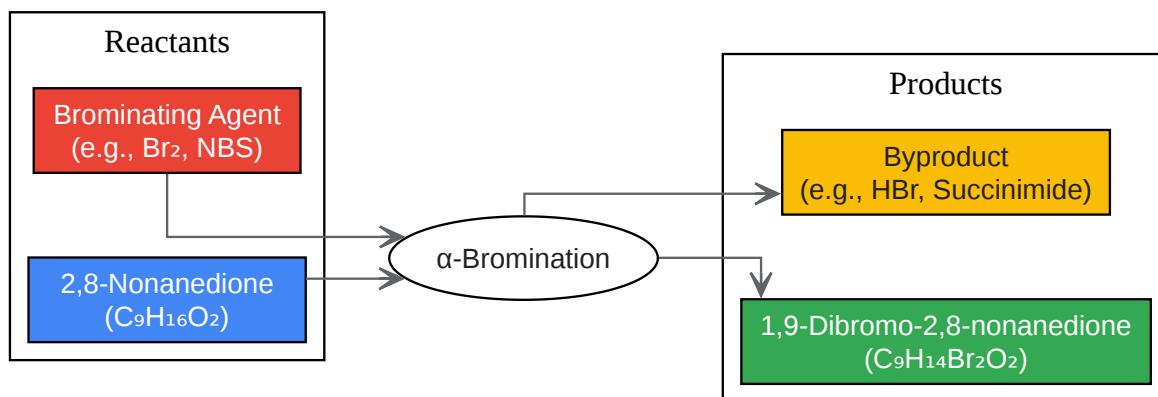 Reactants
Brominating Agent
(e.g., Br₂, NBS)
2,8-Nonanedione
(C₉H₁₆O₂)
α-Bromination
Products
Byproduct
(e.g., HBr, Succinimide)
1,9-Dibromo-2,8-nonanedione
(C₉H₁₄Br₂O₂)